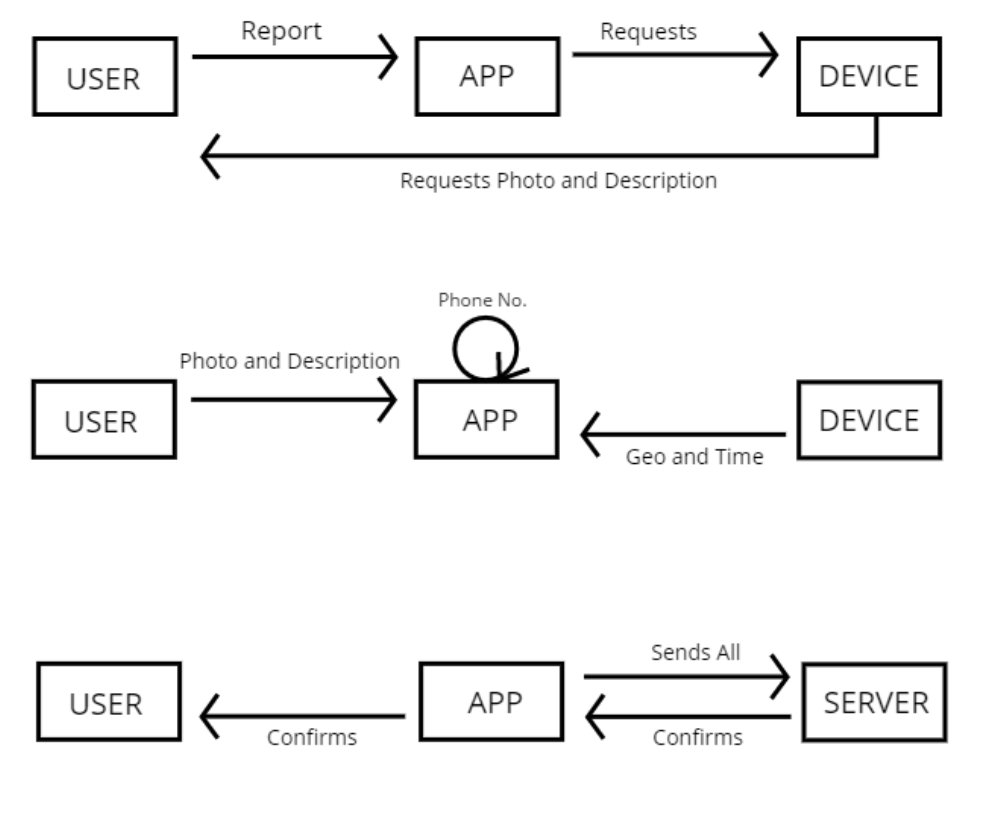 Report
Requests
USER
APP
DEVICE
Requests Photo and Description
Phone No.
Photo and Description
USER
APP
DEVICE
Geo and Time
Sends All
USER
APP
SERVER
Confirms
Confirms